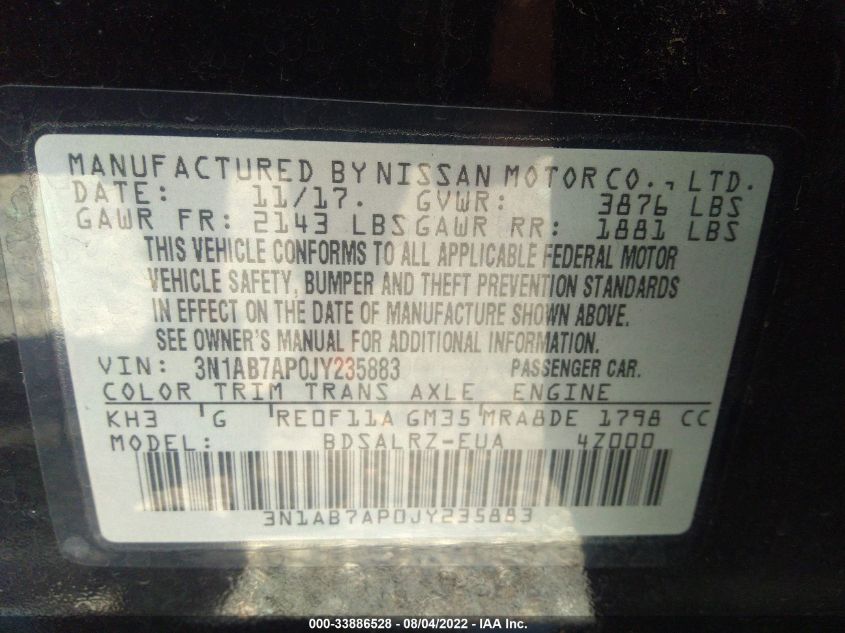 MANUFACTURED BY NISSAN MOTOR CO., LTD.
DATE: 11/17. GVWR: 3876 LBS
GAWR FR: 2143 LBS GAWR RR: 1881 LBS
THIS VEHICLE CONFORMS TO ALL APPLICABLE FEDERAL MOTOR
VEHICLE SAFETY, BUMPER AND THEFT PREVENTION STANDARDS
IN EFFECT ON THE DATE OF MANUFACTURE SHOWN ABOVE.
SEE OWNER'S MANUAL FOR ADDITIONAL INFORMATION.
VIN: 3N1AB7AP0JY235883 PASSENGER CAR.
COLOR TRIM TRANS AXLE ENGINE
KH3 G RE0F11A GM35 MRA8DE 1798 CC
MODEL: BDSALRZ-EUA 4Z000
3N1AB7AP0JY235883
000-33886528 - 08/04/2022 - IAA Inc.